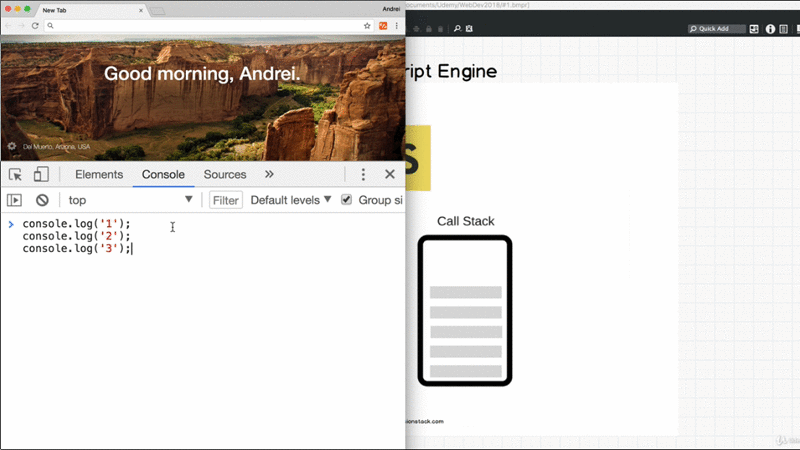 New Tab
Andrei
Good morning, Andrei.
Del Muerto, Arizona, USA
Elements Console Sources »
top Filter Default levels Group si
console.log('1');
console.log('2');
console.log('3');
ocuments/Udemy/WebDev2018/#1.bmpr]
Quick Add
ript Engine
S
Call Stack
ionstack.com